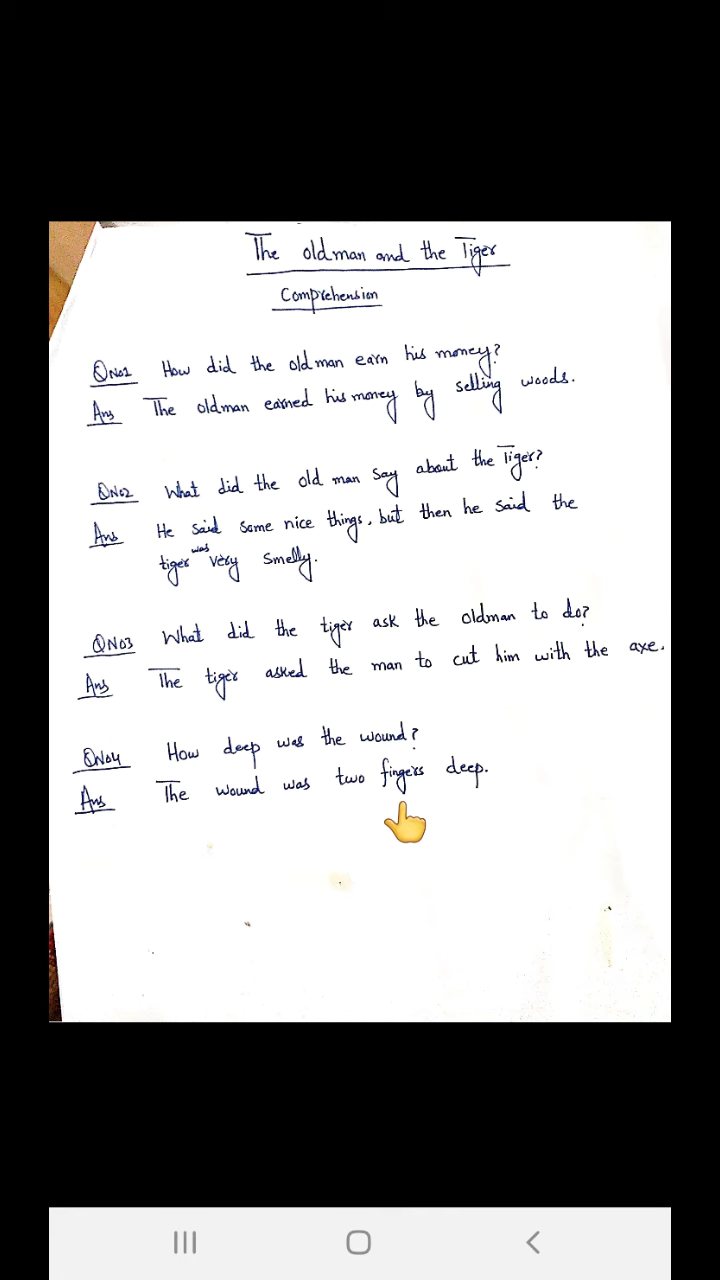 The oldman and the Tiger
Comprehension
QNo1 How did the oldman earn his money?
Ans The oldman earned his money by selling woods.
QNo2 What did the old man say about the Tiger?
Ans He said some nice things, but then he said the
tiger was very smelly.
QNo3 What did the tiger ask the oldman to do?
Ans The tiger asked the man to cut him with the axe.
QNo4 How deep was the wound?
Ans The wound was two fingers deep.